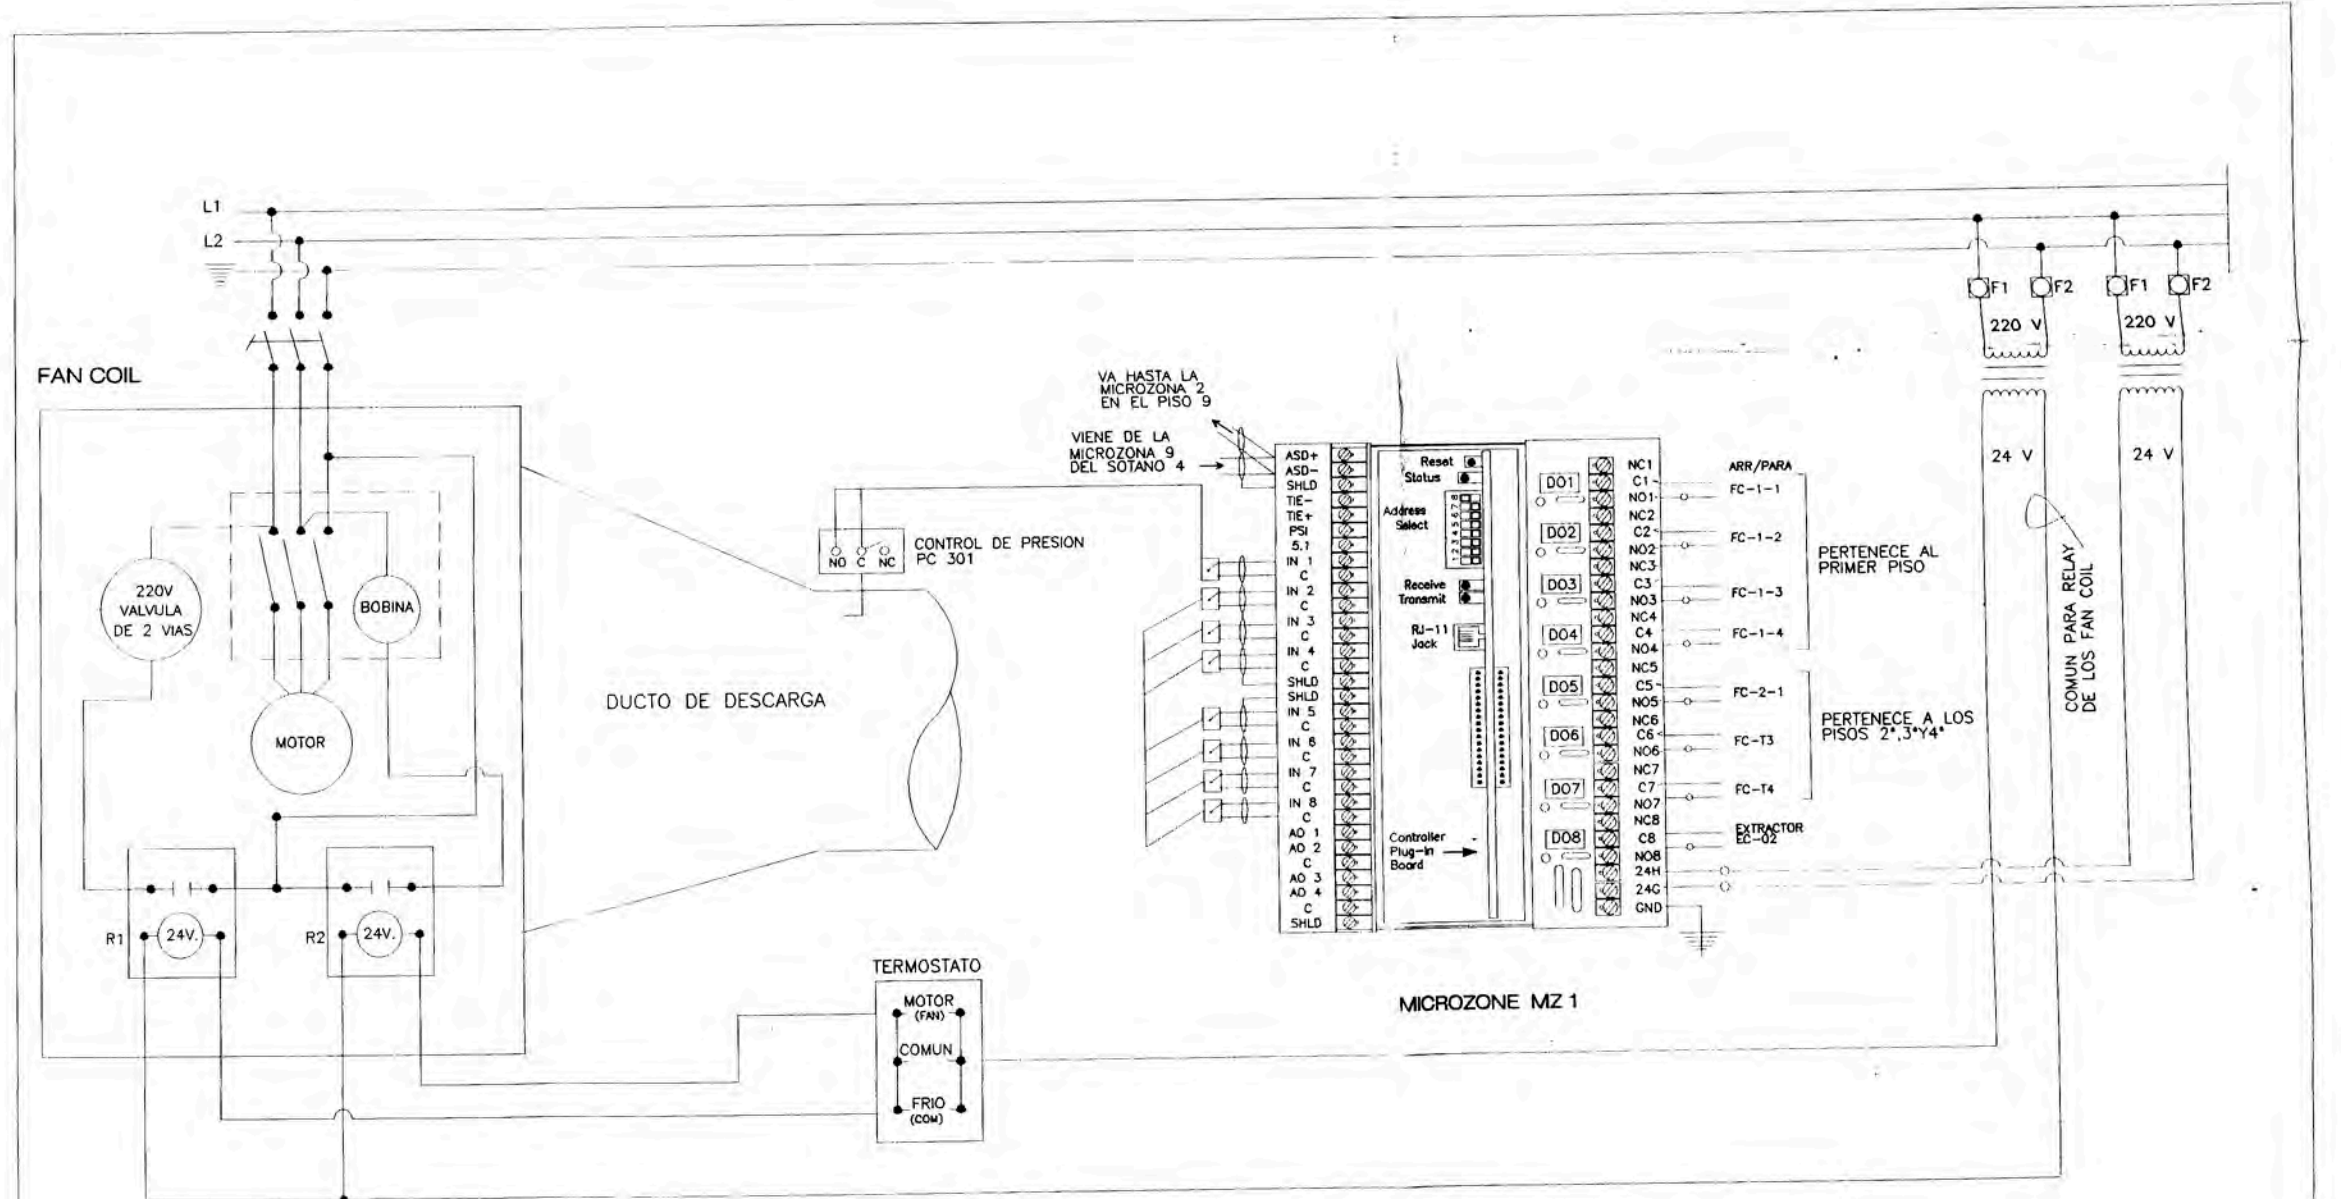 L1
L2
F1
F2
F1
F2
220 V
220 V
24 V
24 V
COMUN PARA RELAY
DE LOS FAN COIL
FAN COIL
220V
VALVULA
DE 2 VIAS
BOBINA
MOTOR
R1
24V.
R2
24V.
DUCTO DE DESCARGA
NO C NC
CONTROL DE PRESION
PC 301
TERMOSTATO
MOTOR
(FAN)
COMUN
FRIO
(COM)
VA HASTA LA
MICROZONA 2
EN EL PISO 9
VIENE DE LA
MICROZONA 9
DEL SOTANO 4
ASD+
ASD-
SHLD
TIE-
TIE+
PSI
5.1
IN 1
C
IN 2
C
IN 3
C
IN 4
C
SHLD
SHLD
IN 5
C
IN 6
C
IN 7
C
IN 8
C
AO 1
AO 2
C
AO 3
AO 4
C
SHLD
Reset
Status
Address
Select
1 2 3 4 5 6 7 8
Receive
Transmit
RJ-11
Jack
Controller
Plug-in
Board
DO1
DO2
DO3
DO4
DO5
DO6
DO7
DO8
NC1
C1
NO1
NC2
C2
NO2
NC3
C3
NO3
NC4
C4
NO4
NC5
C5
NO5
NC6
C6
NO6
NC7
C7
NO7
NC8
C8
NO8
24H
24G
GND
ARR/PARA
FC-1-1
FC-1-2
FC-1-3
FC-1-4
FC-2-1
FC-T3
FC-T4
EXTRACTOR
EC-02
PERTENECE AL
PRIMER PISO
PERTENECE A LOS
PISOS 2°,3°Y4°
MICROZONE MZ 1